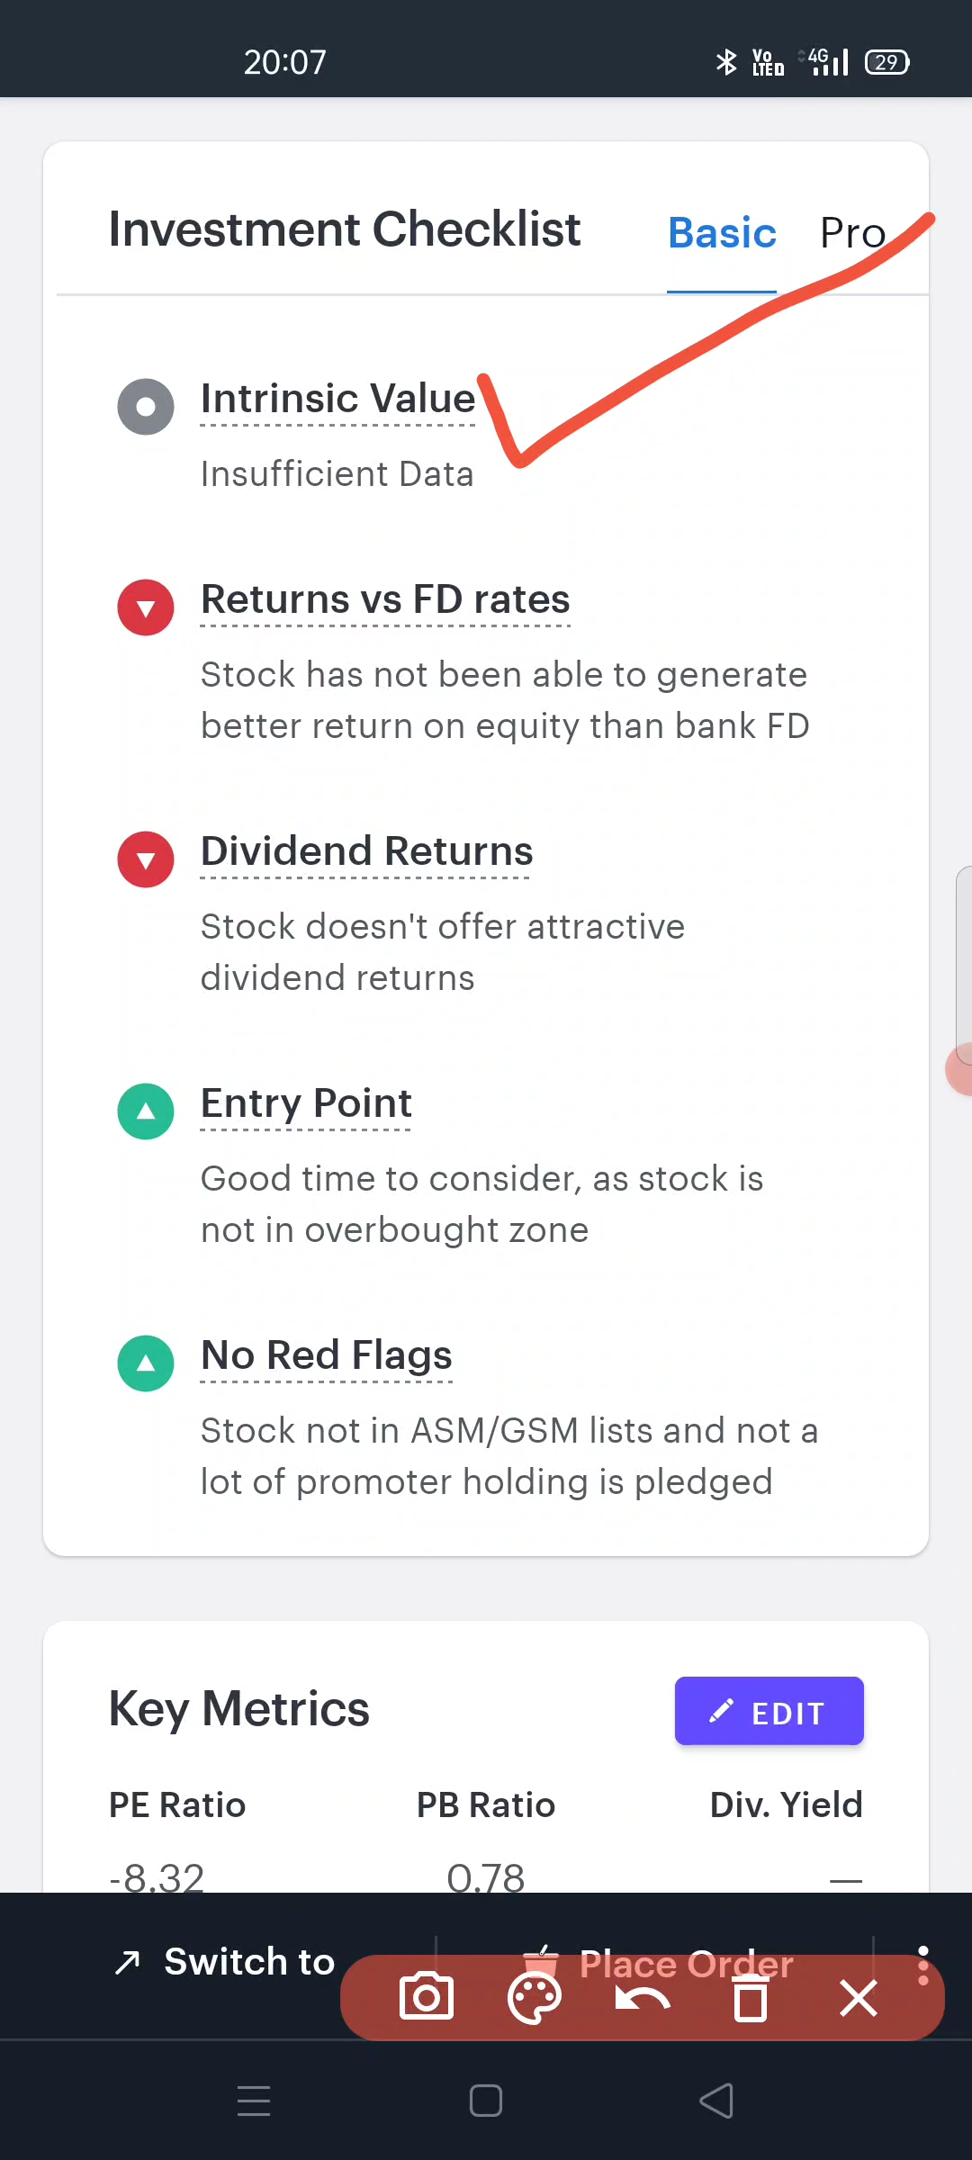 20:07
Vo LTED 4G 29
Investment Checklist Basic Pro
Intrinsic Value
Insufficient Data
Returns vs FD rates
Stock has not been able to generate
better return on equity than bank FD
Dividend Returns
Stock doesn't offer attractive
dividend returns
Entry Point
Good time to consider, as stock is
not in overbought zone
No Red Flags
Stock not in ASM/GSM lists and not a
lot of promoter holding is pledged
Key Metrics EDIT
PE Ratio PB Ratio Div. Yield
-8.32 0.78 —
Switch to Place Order